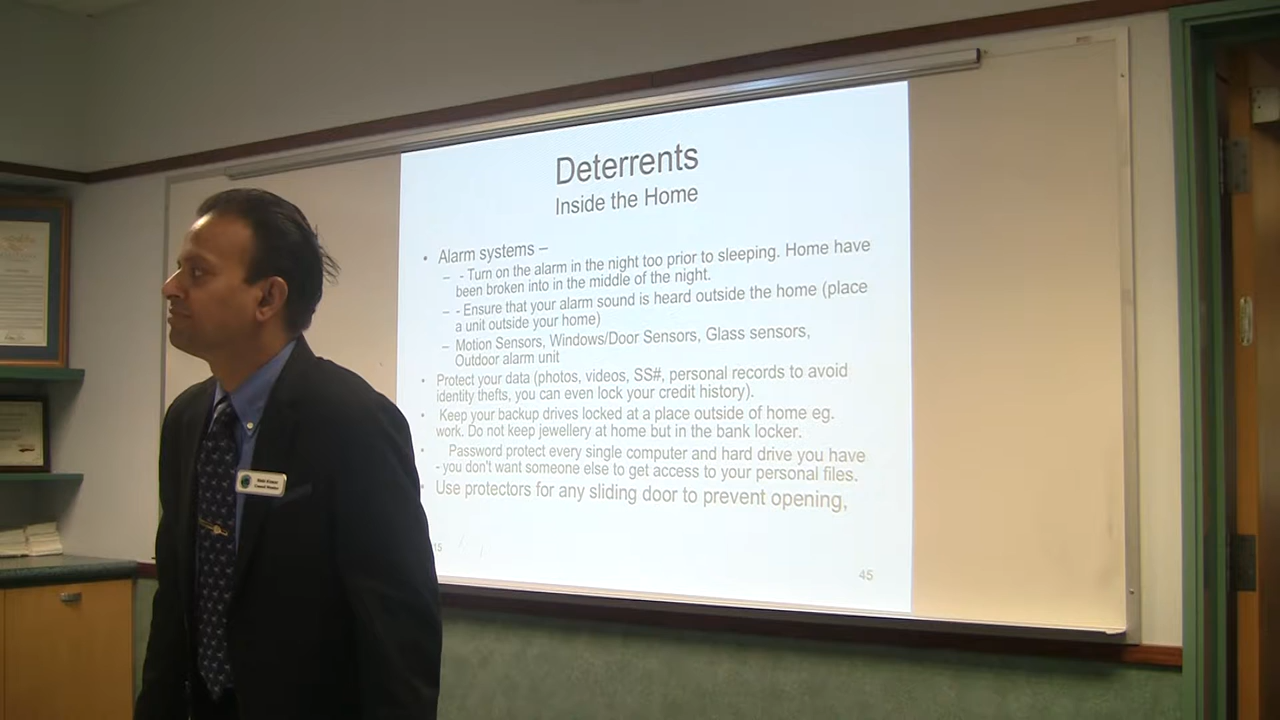 Deterrents
Inside the Home
• Alarm systems –
– - Turn on the alarm in the night too prior to sleeping. Home have
been broken into in the middle of the night.
– - Ensure that your alarm sound is heard outside the home (place
a unit outside your home)
– Motion Sensors, Windows/Door Sensors, Glass sensors,
Outdoor alarm unit
• Protect your data (photos, videos, SS#, personal records to avoid
identity thefts, you can even lock your credit history).
• Keep your backup drives locked at a place outside of home eg.
work. Do not keep jewellery at home but in the bank locker.
• Password protect every single computer and hard drive you have
- you don't want someone else to get access to your personal files.
• Use protectors for any sliding door to prevent opening,
15
45
Council Member